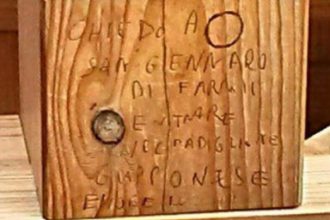 CHIEDO A
SAN GENNARO
DI FARMI
ENTRARE
NEL PADIGLIONE
GIAPPONESE